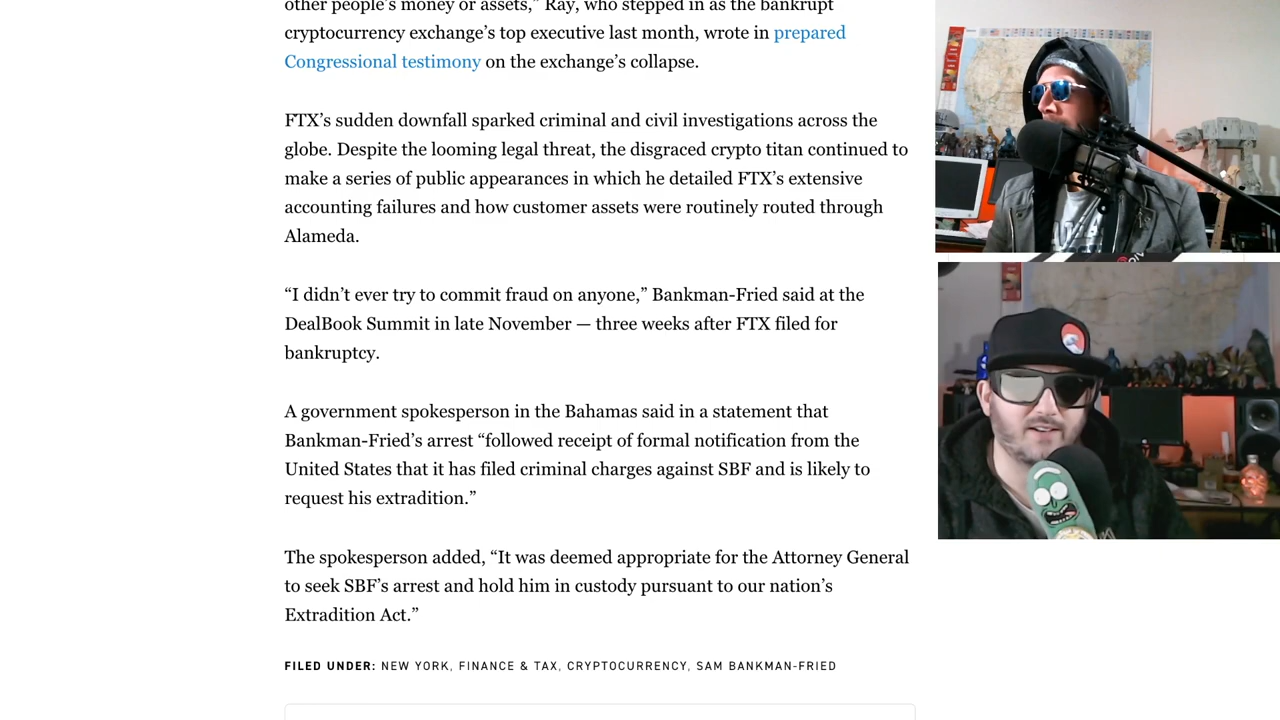 other people’s money or assets,” Ray, who stepped in as the bankrupt
cryptocurrency exchange’s top executive last month, wrote in prepared
Congressional testimony on the exchange’s collapse.
FTX’s sudden downfall sparked criminal and civil investigations across the
globe. Despite the looming legal threat, the disgraced crypto titan continued to
make a series of public appearances in which he detailed FTX’s extensive
accounting failures and how customer assets were routinely routed through
Alameda.
“I didn’t ever try to commit fraud on anyone,” Bankman-Fried said at the
DealBook Summit in late November — three weeks after FTX filed for
bankruptcy.
A government spokesperson in the Bahamas said in a statement that
Bankman-Fried’s arrest “followed receipt of formal notification from the
United States that it has filed criminal charges against SBF and is likely to
request his extradition.”
The spokesperson added, “It was deemed appropriate for the Attorney General
to seek SBF’s arrest and hold him in custody pursuant to our nation’s
Extradition Act.”
FILED UNDER: NEW YORK, FINANCE & TAX, CRYPTOCURRENCY, SAM BANKMAN-FRIED